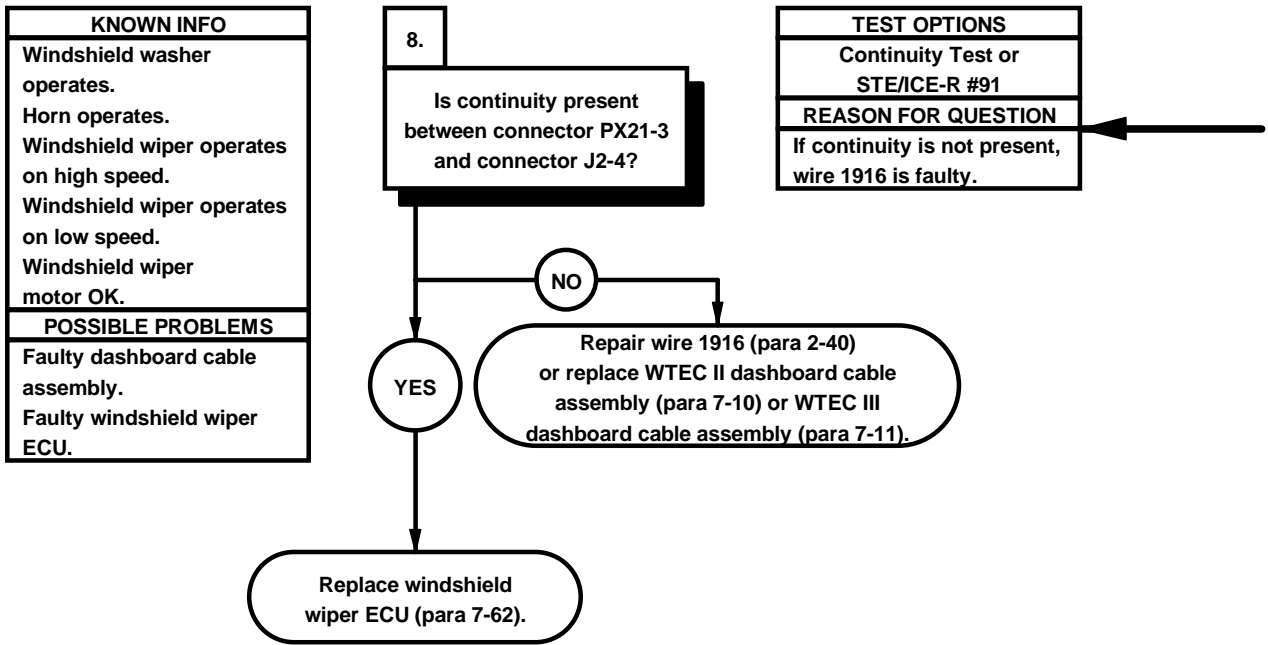 KNOWN INFO
Windshield washer
operates.
Horn operates.
Windshield wiper operates
on high speed.
Windshield wiper operates
on low speed.
Windshield wiper
motor OK.
POSSIBLE PROBLEMS
Faulty dashboard cable
assembly.
Faulty windshield wiper
ECU.
8.
Is continuity present
between connector PX21-3
and connector J2-4?
TEST OPTIONS
Continuity Test or
STE/ICE-R #91
REASON FOR QUESTION
If continuity is not present,
wire 1916 is faulty.
NO
YES
Repair wire 1916 (para 2-40)
or replace WTEC II dashboard cable
assembly (para 7-10) or WTEC III
dashboard cable assembly (para 7-11).
Replace windshield
wiper ECU (para 7-62).